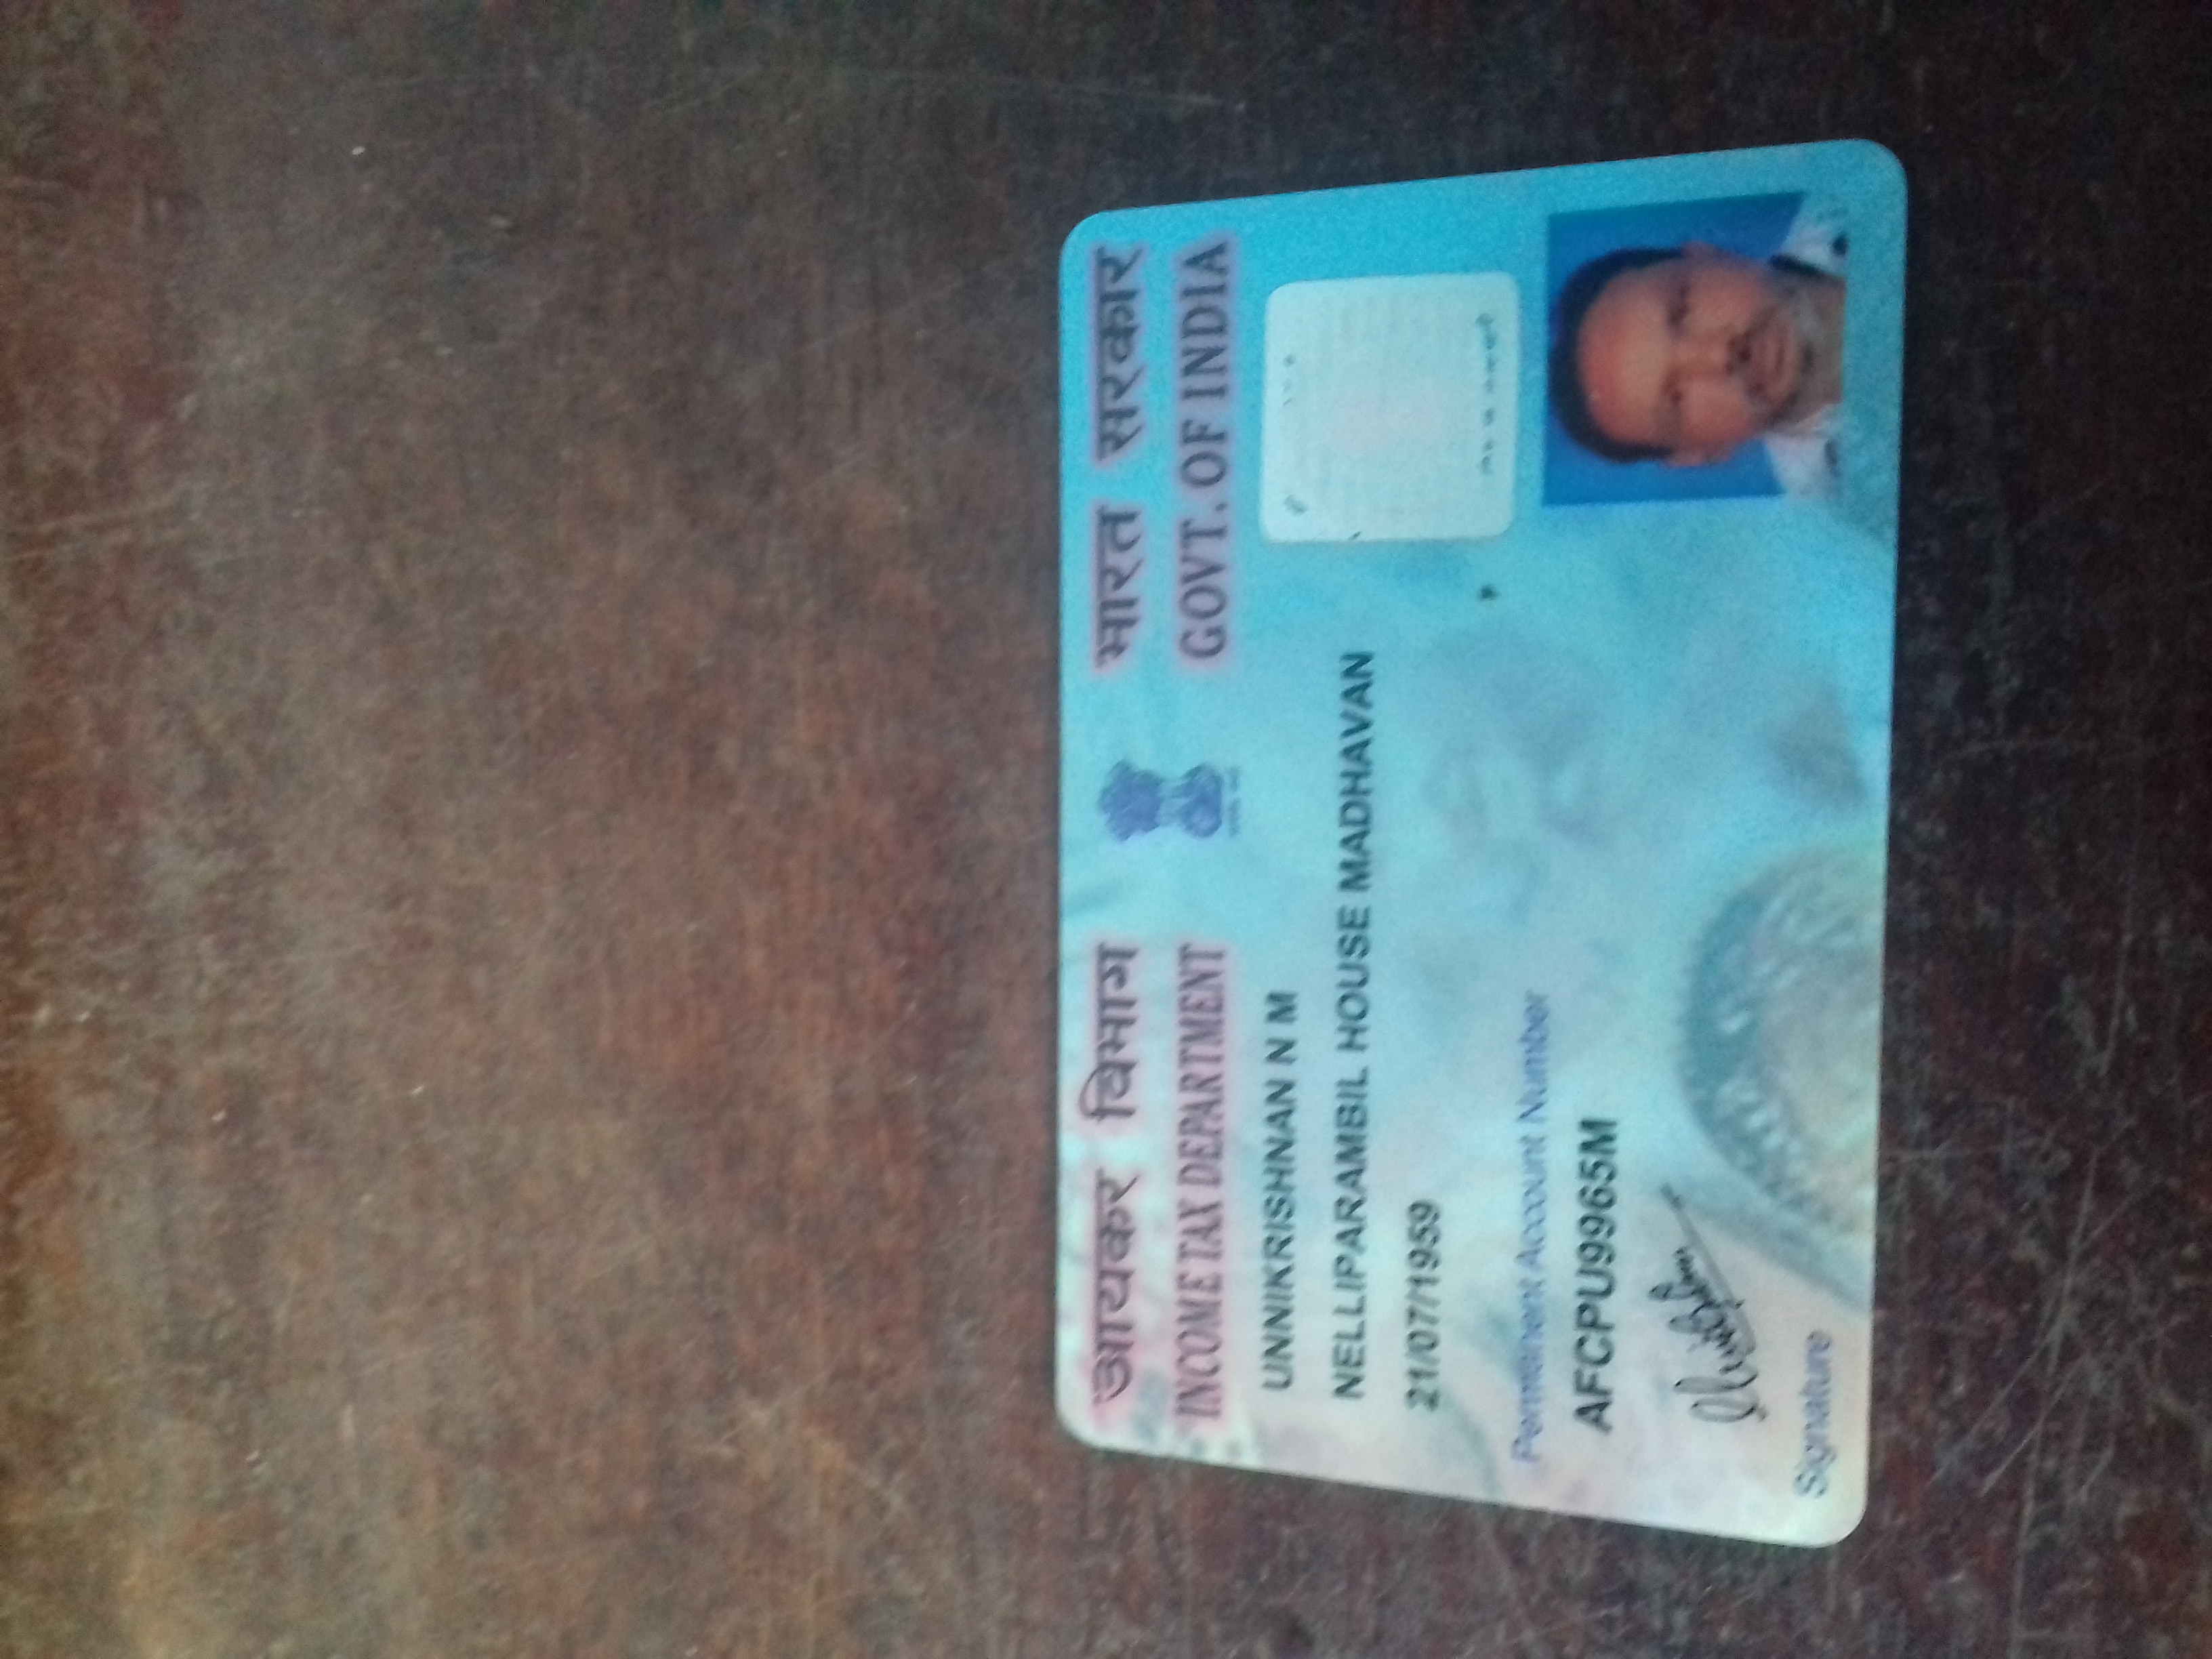 आयकर विभाग
INCOME TAX DEPARTMENT
भारत सरकार
GOVT. OF INDIA
UNNIKRISHNAN N M
NELLIPARAMBIL HOUSE MADHAVAN
21/07/1959
Permanent Account Number
AFCPU9965M
Signature